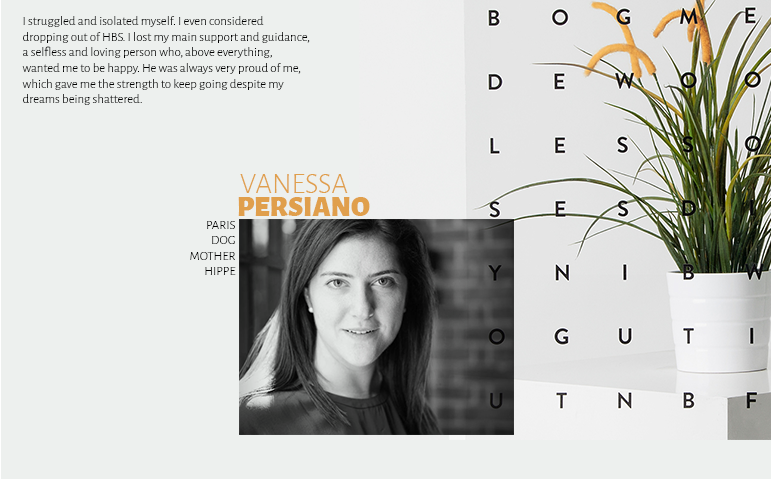 I struggled and isolated myself. I even considered
dropping out of HBS. I lost my main support and guidance,
a selfless and loving person who, above everything,
wanted me to be happy. He was always very proud of me,
which gave me the strength to keep going despite my
dreams being shattered.
VANESSA
PERSIANO
PARIS
DOG
MOTHER
HIPPE
B O G M E
D E W O O
L E S S O
S E S D I
Y N I B W
O G U T I
U T N B F